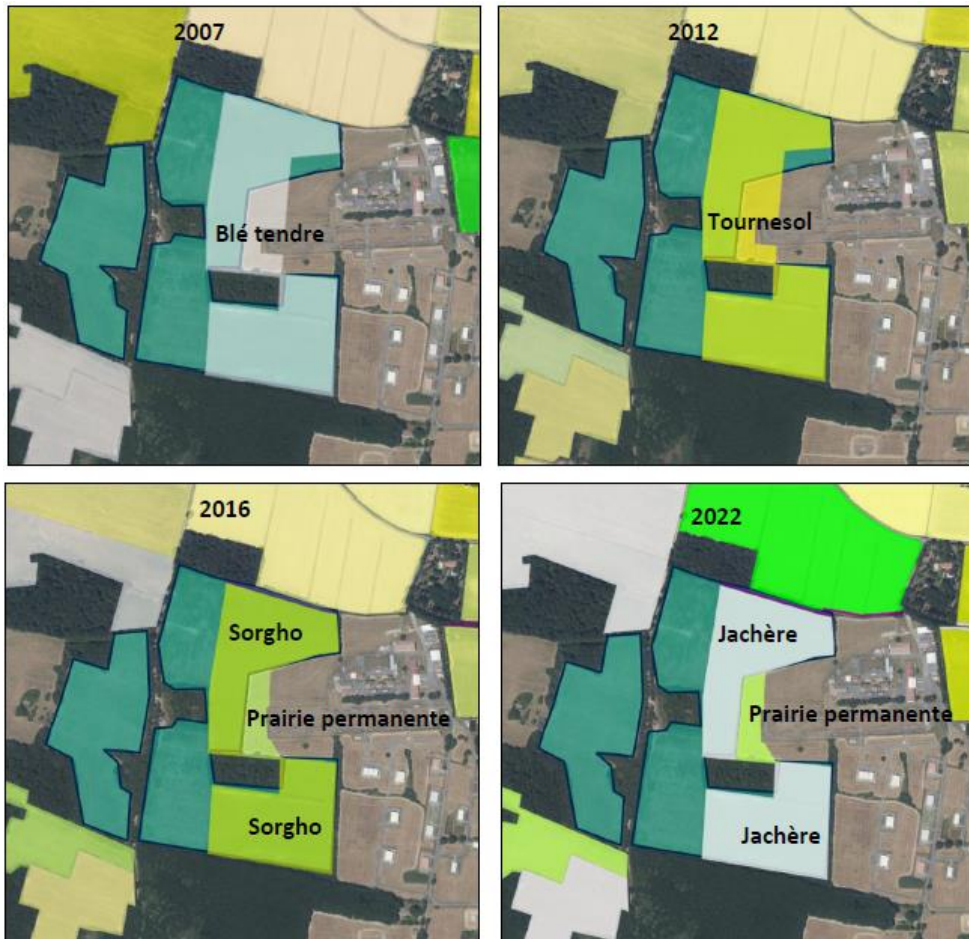 2007
Blé tendre
2012
Tournesol
2016
Sorgho
Prairie permanente
Sorgho
2022
Jachère
Prairie permanente
Jachère